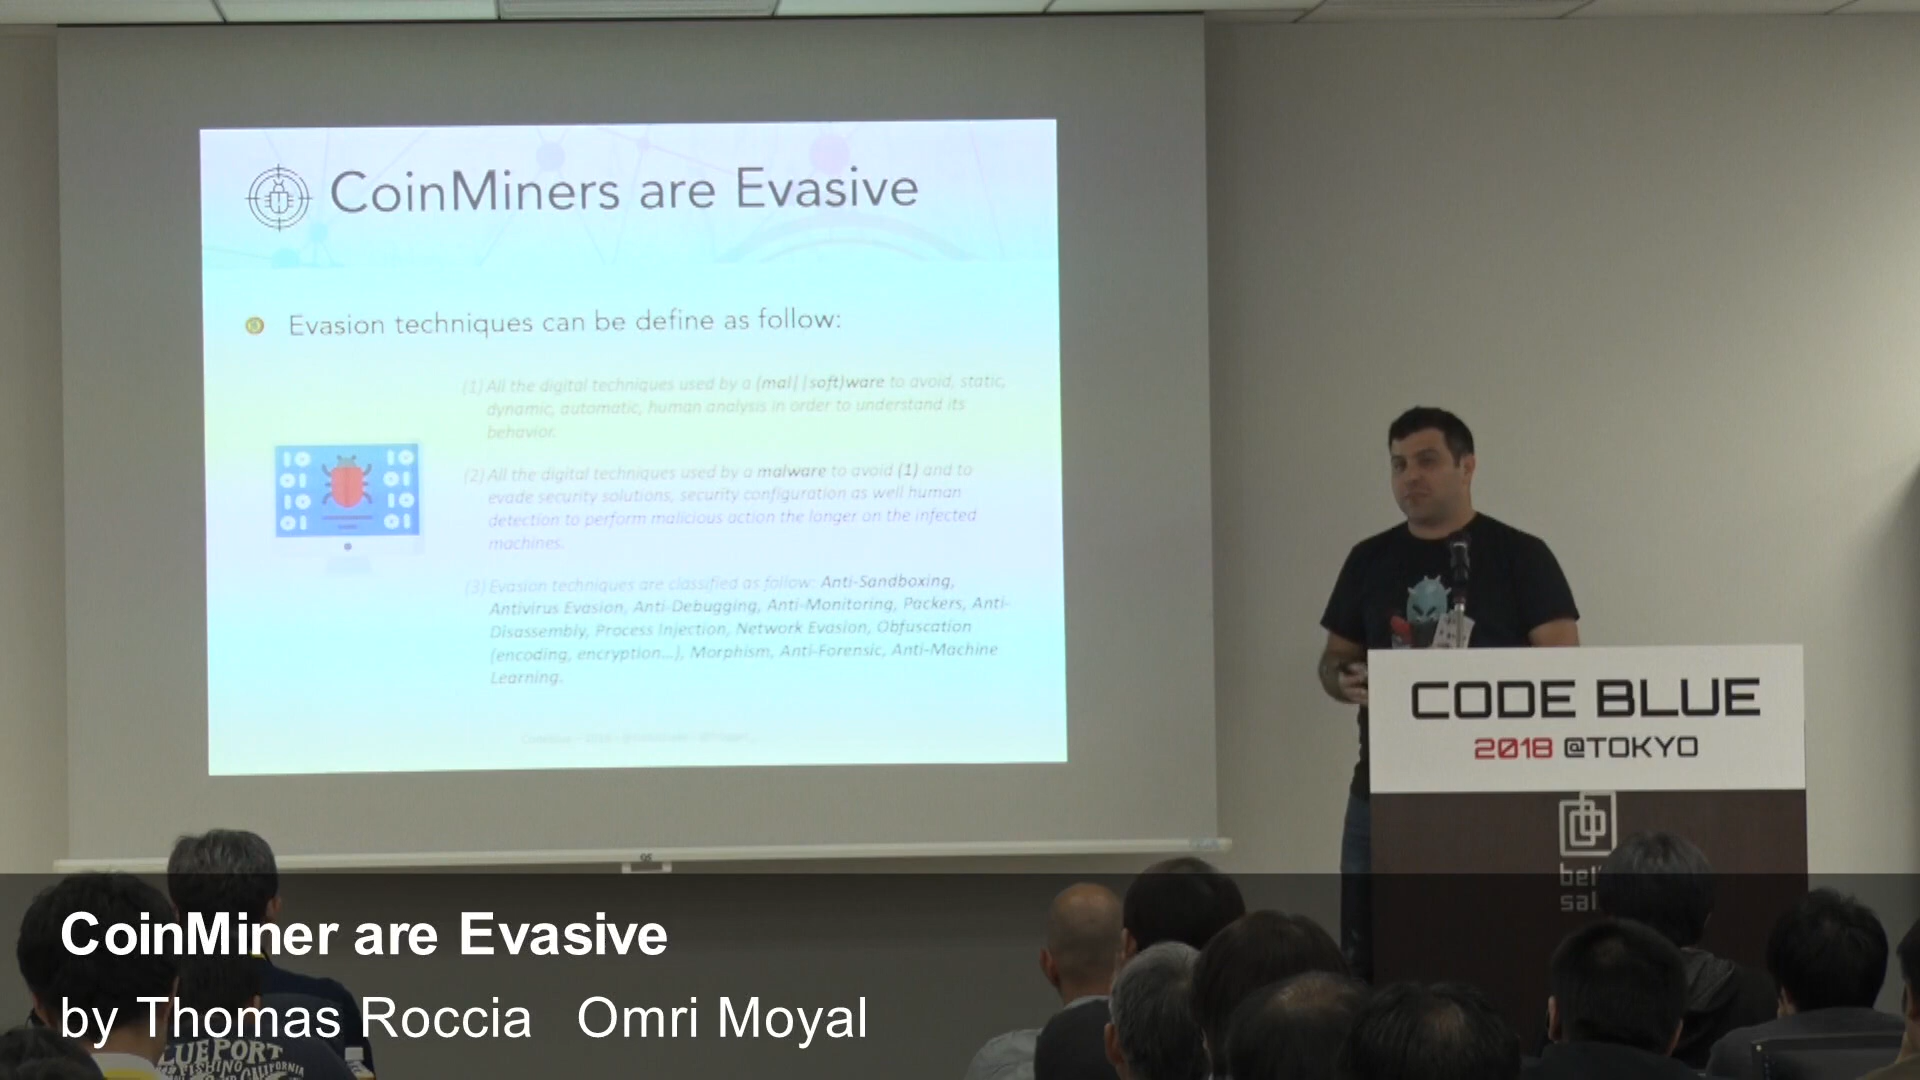 CoinMiners are Evasive
Evasion techniques can be define as follow:
(1) All the digital techniques used by a (mal||soft)ware to avoid, static,
dynamic, automatic, human analysis in order to understand its
behavior.
(2) All the digital techniques used by a malware to avoid (1) and to
evade security solutions, security configuration as well human
detection to perform malicious action the longer on the infected
machines.
(3) Evasion techniques are classified as follow: Anti-Sandboxing,
Antivirus Evasion, Anti-Debugging, Anti-Monitoring, Packers, Anti-
Disassembly, Process Injection, Network Evasion, Obfuscation
(encoding, encryption...), Morphism, Anti-Forensic, Anti-Machine
Learning.
CODE BLUE
2018 @TOKYO
CoinMiner are Evasive
by Thomas Roccia Omri Moyal